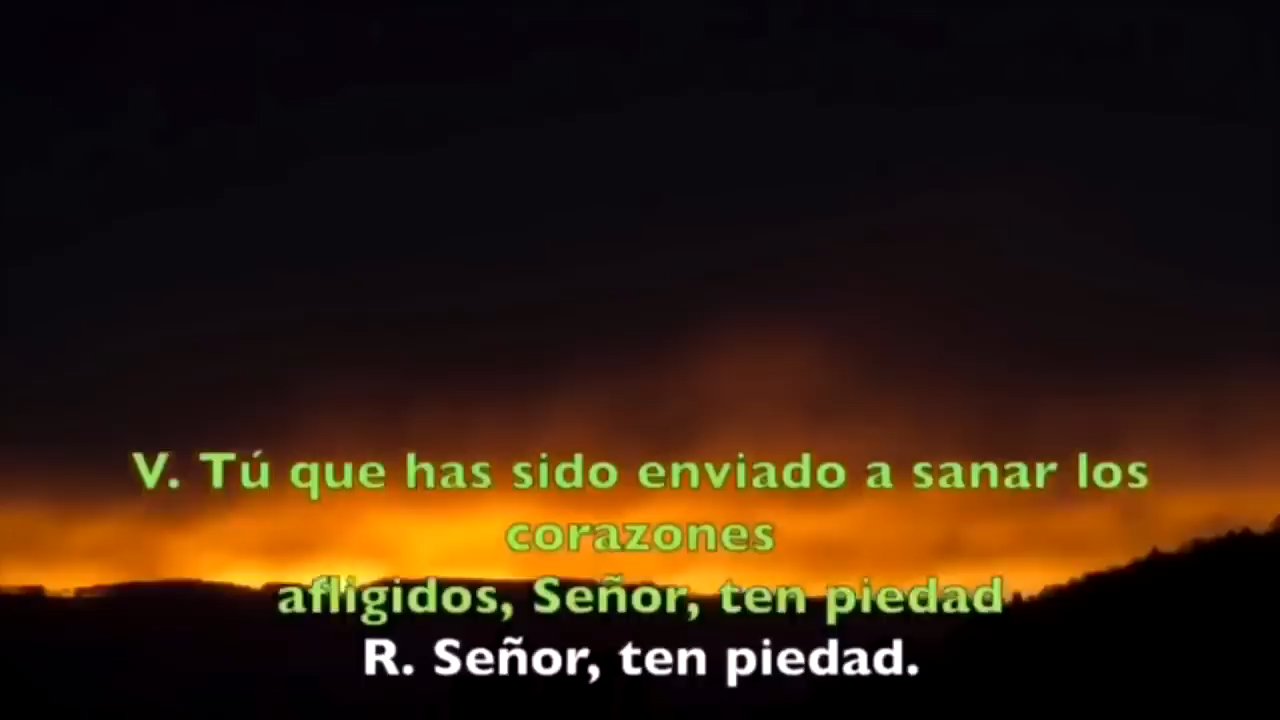 V. Tú que has sido enviado a sanar los
corazones
afligidos, Señor, ten piedad
R. Señor, ten piedad.